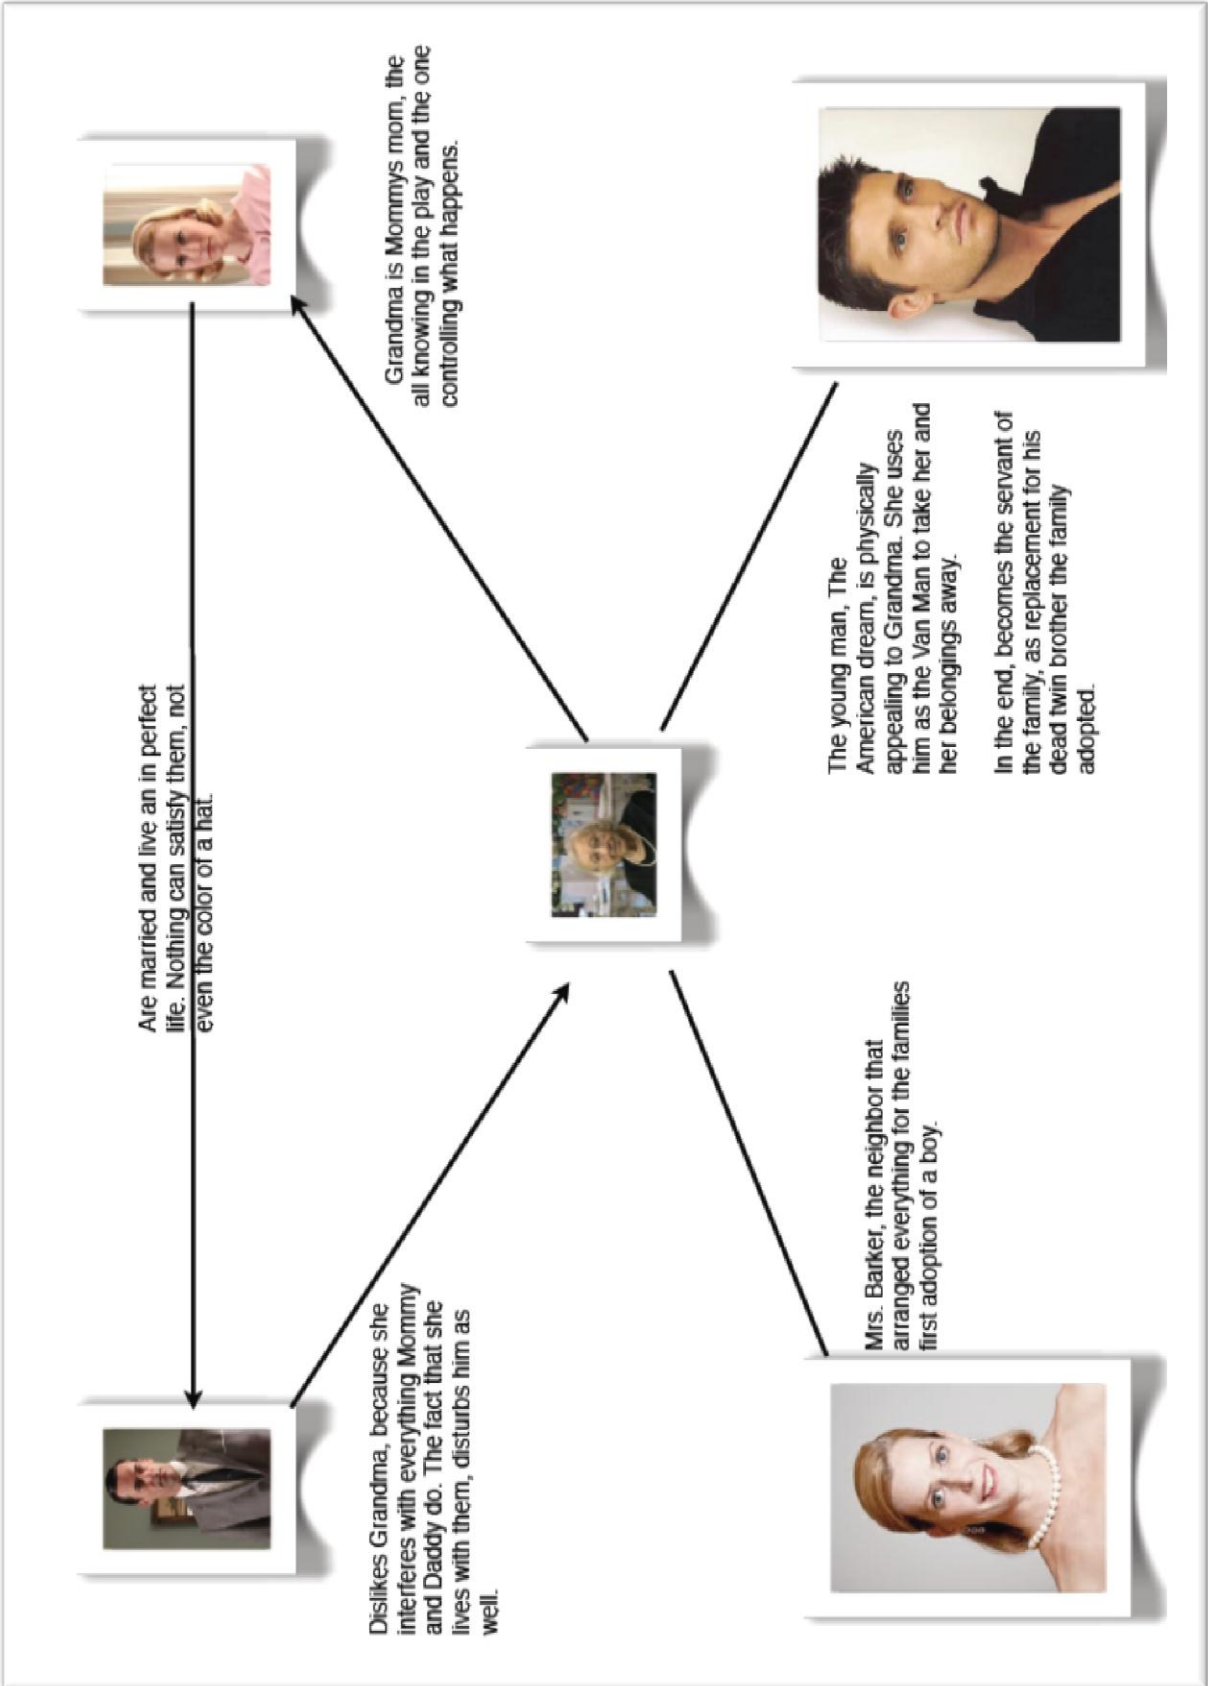 Are married and live an in perfect
life. Nothing can satisfy them, not
even the color of a hat.
Dislikes Grandma, because she
interferes with everything Mommy
and Daddy do. The fact that she
lives with them, disturbs him as
well.
Grandma is Mommys mom, the
all knowing in the play and the one
controlling what happens.
Mrs. Barker, the neighbor that
arranged everything for the families
first adoption of a boy.
The young man, The
American dream, is physically
appealing to Grandma. She uses
him as the Van Man to take her and
her belongings away.
In the end, becomes the servant of
the family, as replacement for his
dead twin brother the family
adopted.